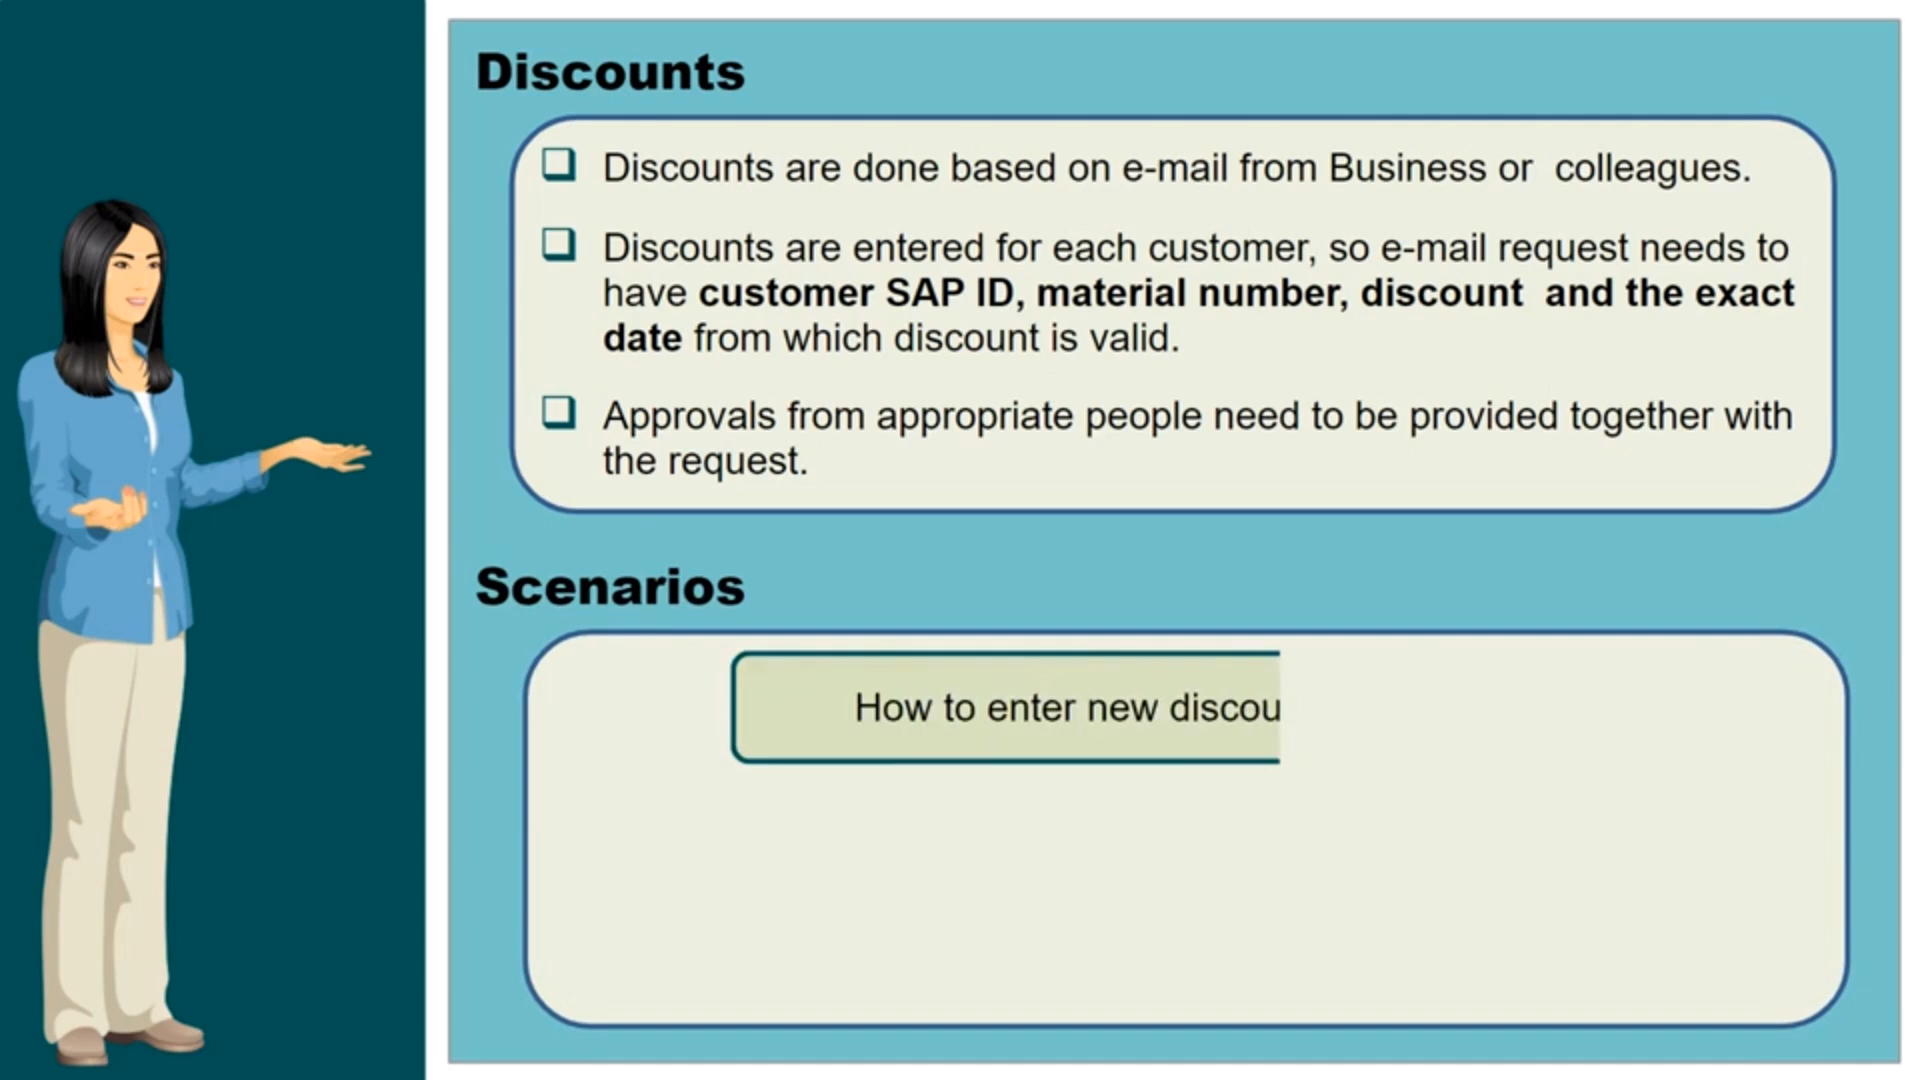 Discounts
Discounts are done based on e-mail from Business or  colleagues.
Discounts are entered for each customer, so e-mail request needs to
have customer SAP ID, material number, discount  and the exact
date from which discount is valid.
Approvals from appropriate people need to be provided together with
the request.
Scenarios
How to enter new discou